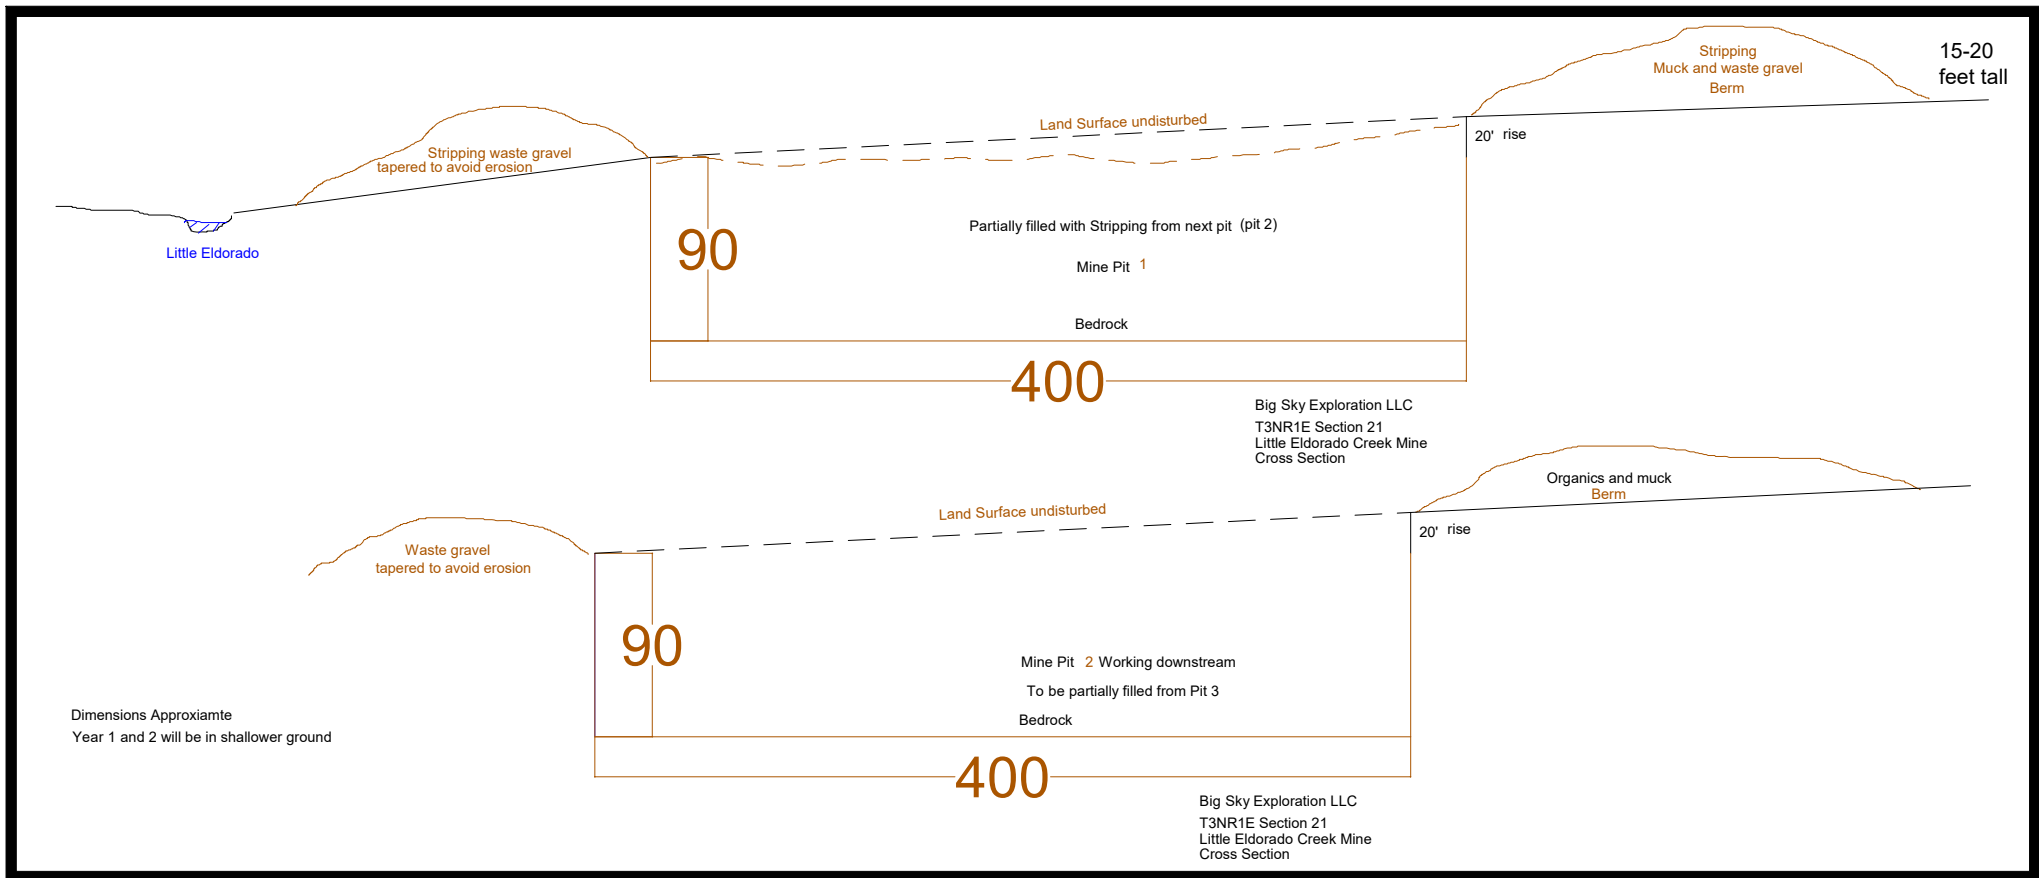 15-20
feet tall
Stripping
Muck and waste gravel
Berm
Land Surface undisturbed
20' rise
Stripping waste gravel
tapered to avoid erosion
Little Eldorado
90
Partially filled with Stripping from next pit (pit 2)
Mine Pit 1
Bedrock
400
Big Sky Exploration LLC
T3NR1E Section 21
Little Eldorado Creek Mine
Cross Section
Organics and muck
Berm
Land Surface undisturbed
20' rise
Waste gravel
tapered to avoid erosion
90
Mine Pit 2 Working downstream
To be partially filled from Pit 3
Bedrock
Dimensions Approxiamte
Year 1 and 2 will be in shallower ground
400
Big Sky Exploration LLC
T3NR1E Section 21
Little Eldorado Creek Mine
Cross Section